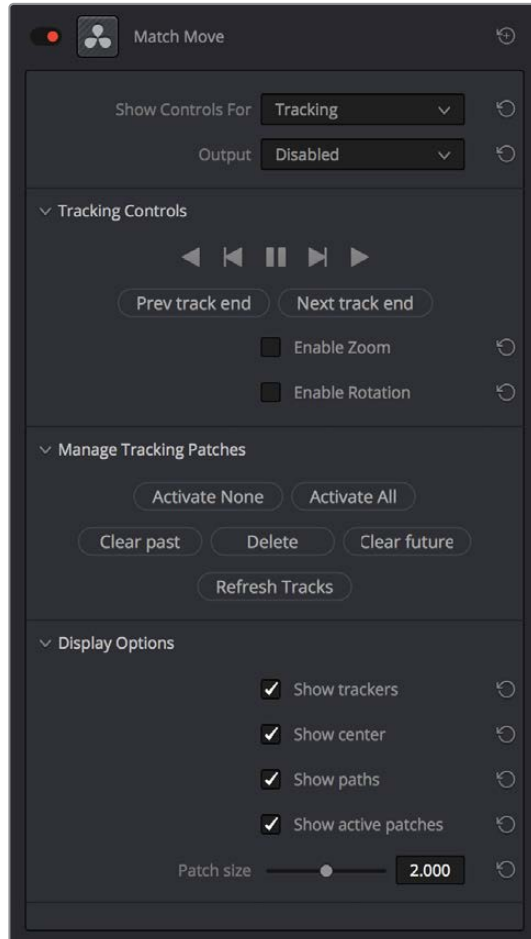 Match Move
Show Controls For Tracking
Output Disabled
Tracking Controls
Prev track end Next track end
Enable Zoom
Enable Rotation
Manage Tracking Patches
Activate None Activate All
Clear past Delete Clear future
Refresh Tracks
Display Options
Show trackers
Show center
Show paths
Show active patches
Patch size 2.000